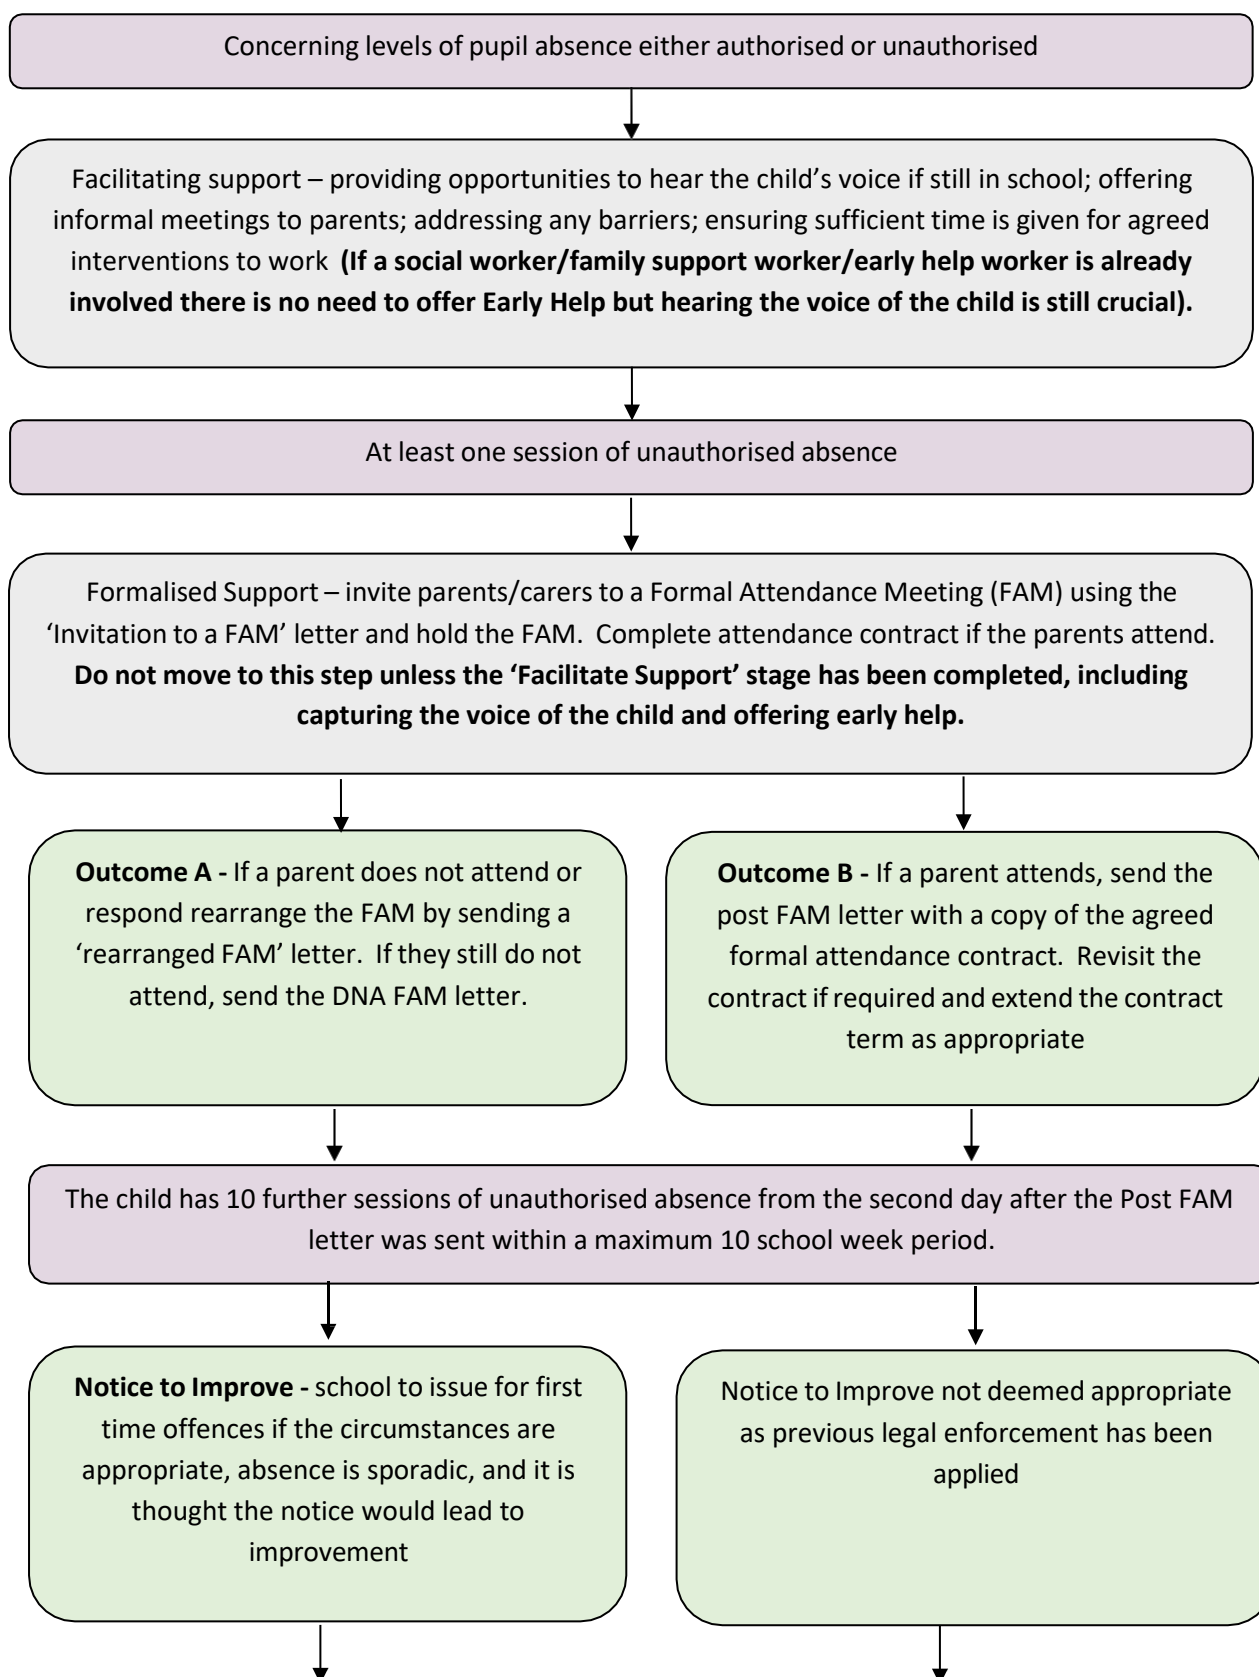 Concerning levels of pupil absence either authorised or unauthorised
Facilitating support – providing opportunities to hear the child’s voice if still in school; offering
informal meetings to parents; addressing any barriers; ensuring sufficient time is given for agreed
interventions to work (If a social worker/family support worker/early help worker is already
involved there is no need to offer Early Help but hearing the voice of the child is still crucial).
At least one session of unauthorised absence
Formalised Support – invite parents/carers to a Formal Attendance Meeting (FAM) using the
‘Invitation to a FAM’ letter and hold the FAM. Complete attendance contract if the parents attend.
Do not move to this step unless the ‘Facilitate Support’ stage has been completed, including
capturing the voice of the child and offering early help.
Outcome A - If a parent does not attend or
respond rearrange the FAM by sending a
‘rearranged FAM’ letter. If they still do not
attend, send the DNA FAM letter.
Outcome B - If a parent attends, send the
post FAM letter with a copy of the agreed
formal attendance contract. Revisit the
contract if required and extend the contract
term as appropriate
The child has 10 further sessions of unauthorised absence from the second day after the Post FAM
letter was sent within a maximum 10 school week period.
Notice to Improve - school to issue for first
time offences if the circumstances are
appropriate, absence is sporadic, and it is
thought the notice would lead to
improvement
Notice to Improve not deemed appropriate
as previous legal enforcement has been
applied